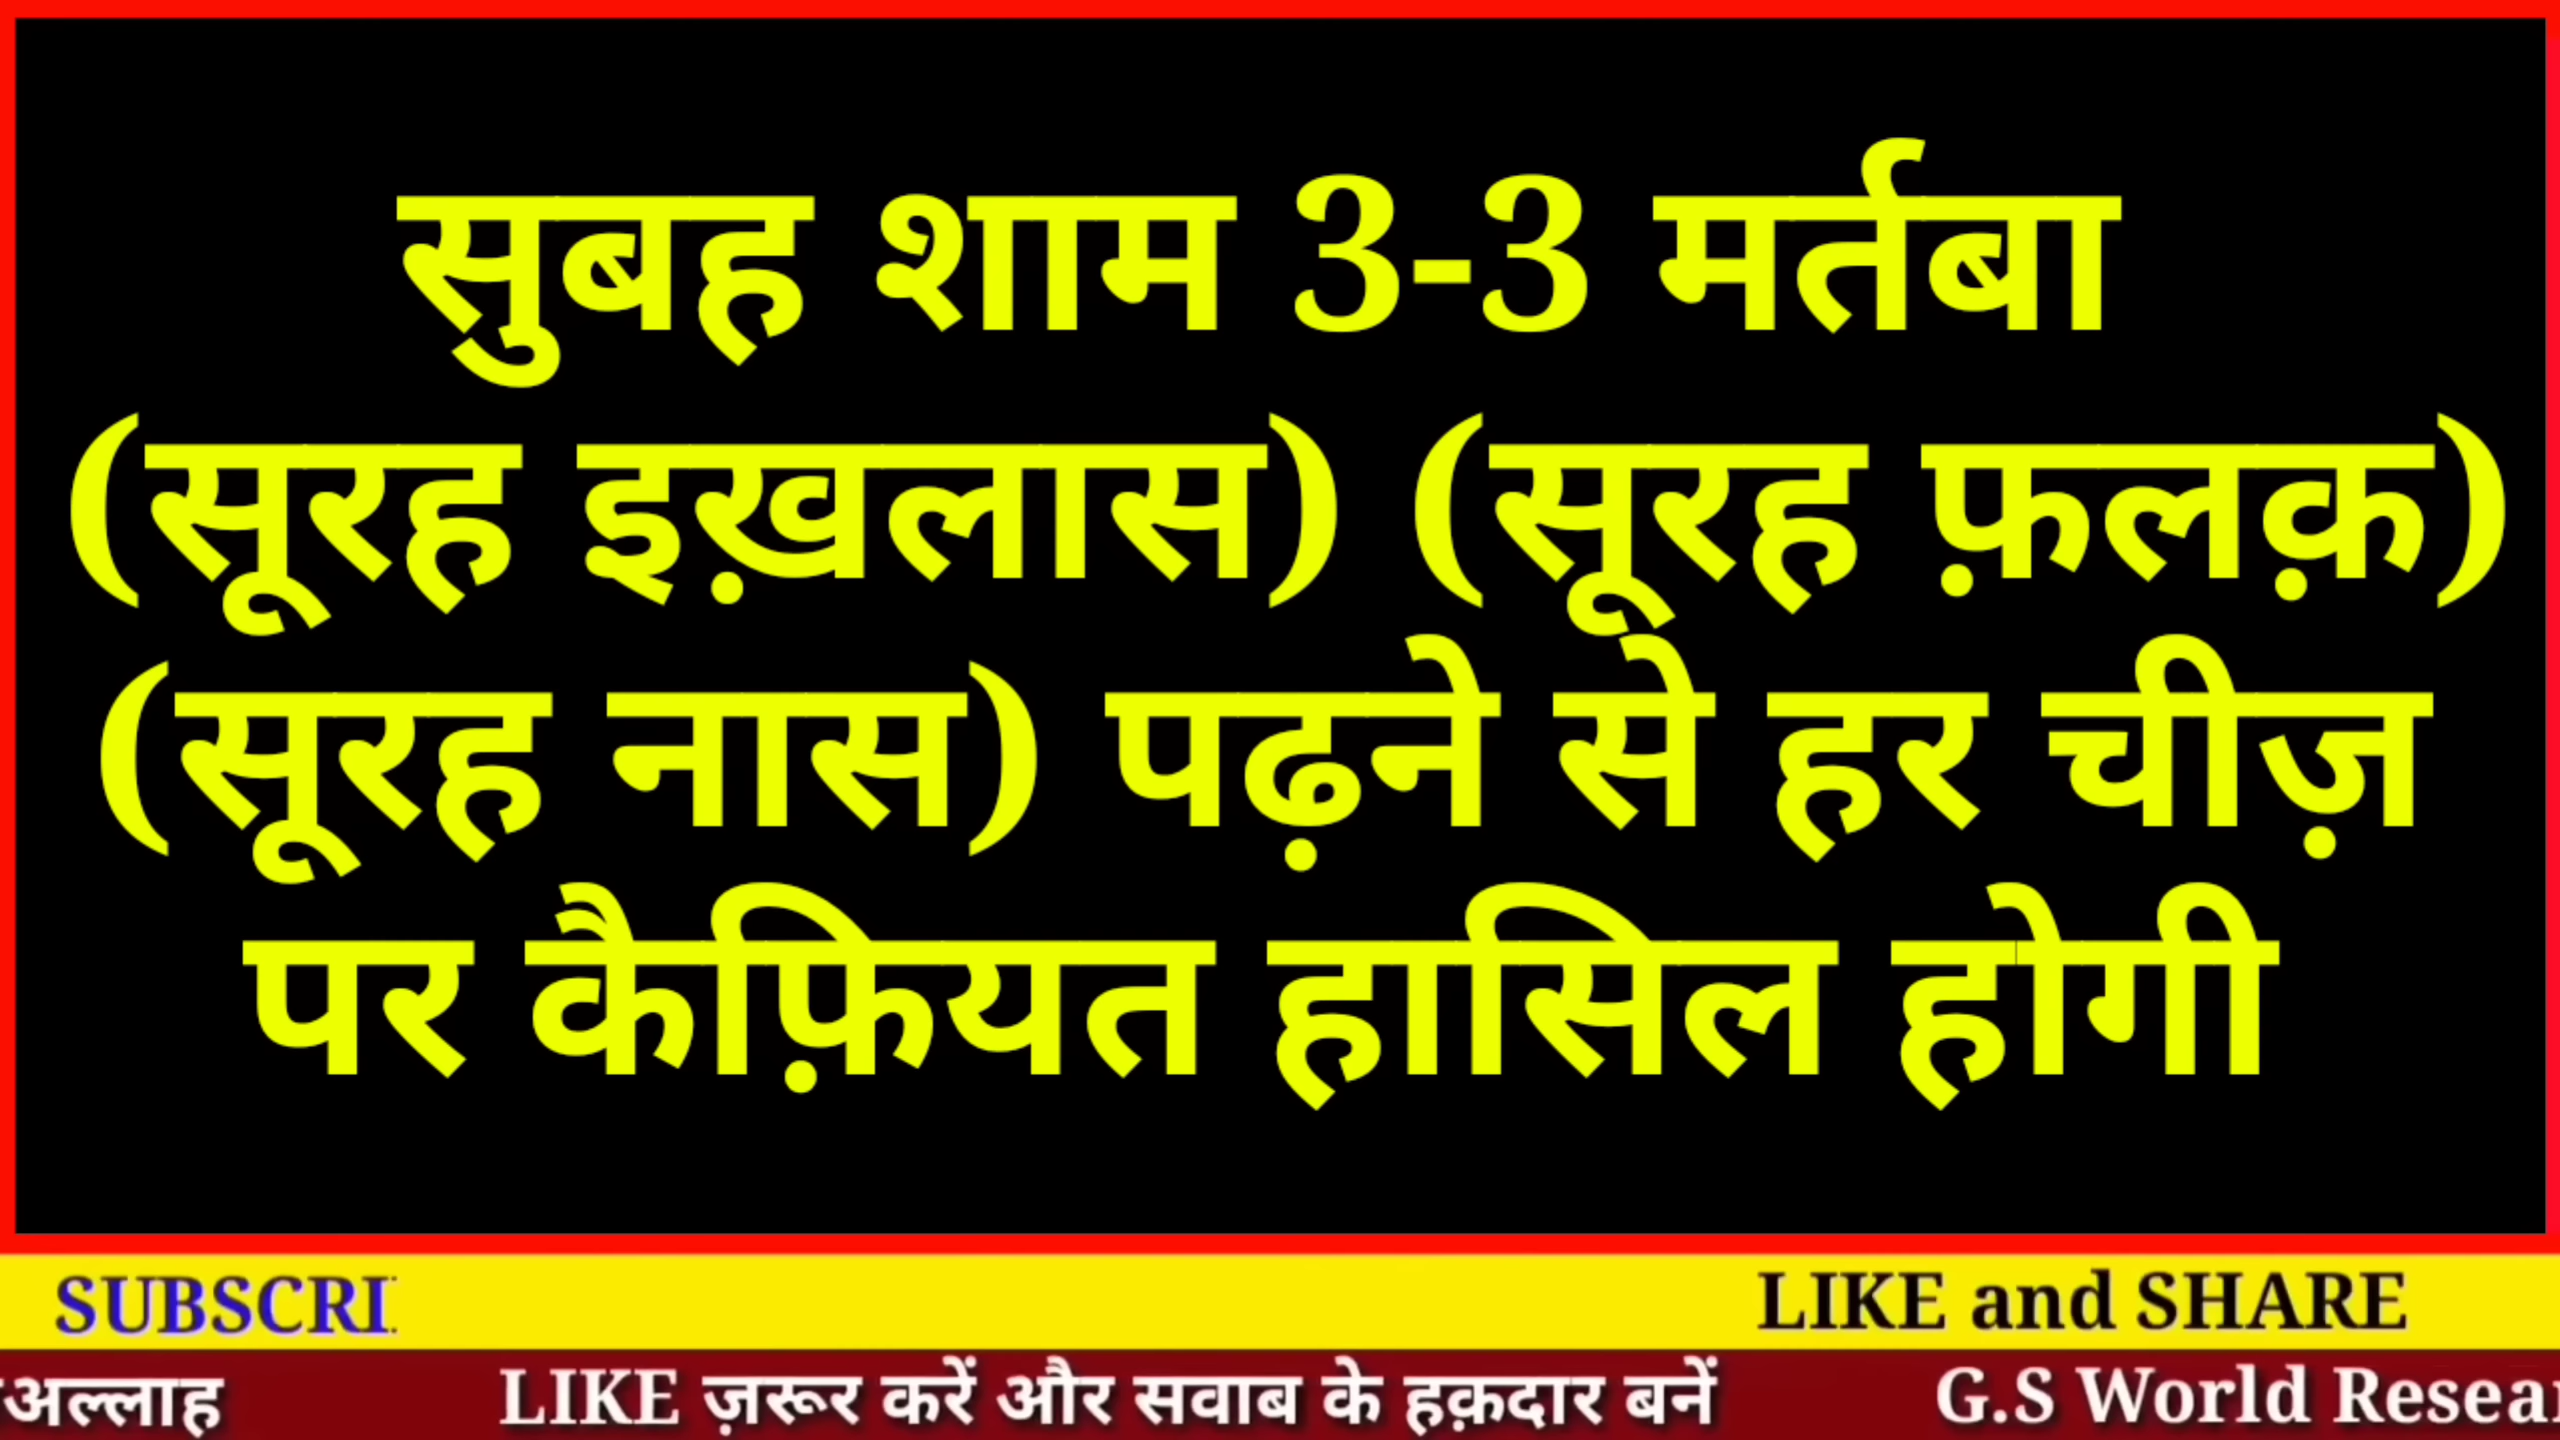 सुबह शाम 3-3 मर्तबा
(सूरह इख़लास) (सूरह फ़लक़)
(सूरह नास) पढ़ने से हर चीज़
पर कैफ़ियत हासिल होगी
SUBSCRI LIKE and SHARE
अल्लाह LIKE ज़रूर करें और सवाब के हक़दार बनें G.S World Resea